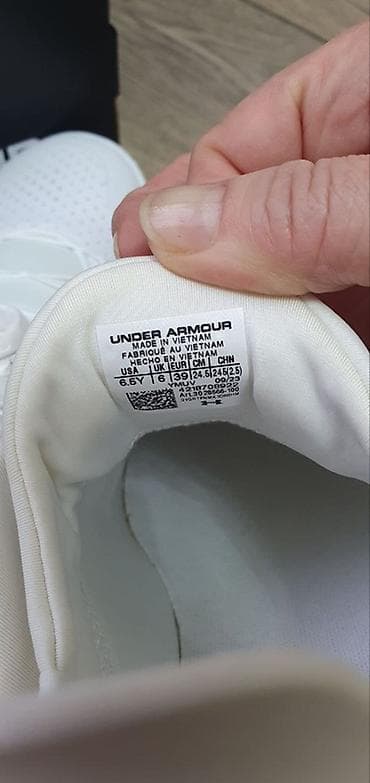 UNDER ARMOUR
MADE IN VIETNAM
FABRIQUÉ AU VIETNAM
HECHO EN VIETNAM
USA UK EUR CM CHN
6.5Y 6 39 24.5 245(2.5)
YMUV 09/23